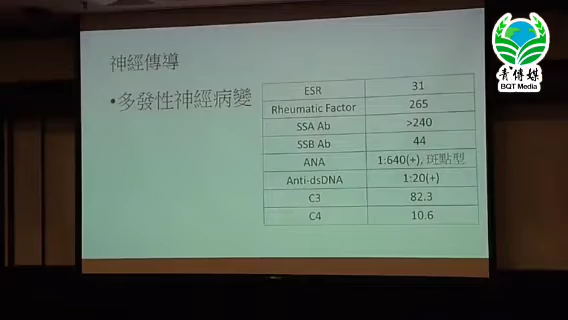 神經傳導
•多發性神經病變
ESR 31
Rheumatic Factor 265
SSA Ab >240
SSB Ab 44
ANA 1:640(+), 斑點型
Anti-dsDNA 1:20(+)
C3 82.3
C4 10.6
青傳媒
BQT Media